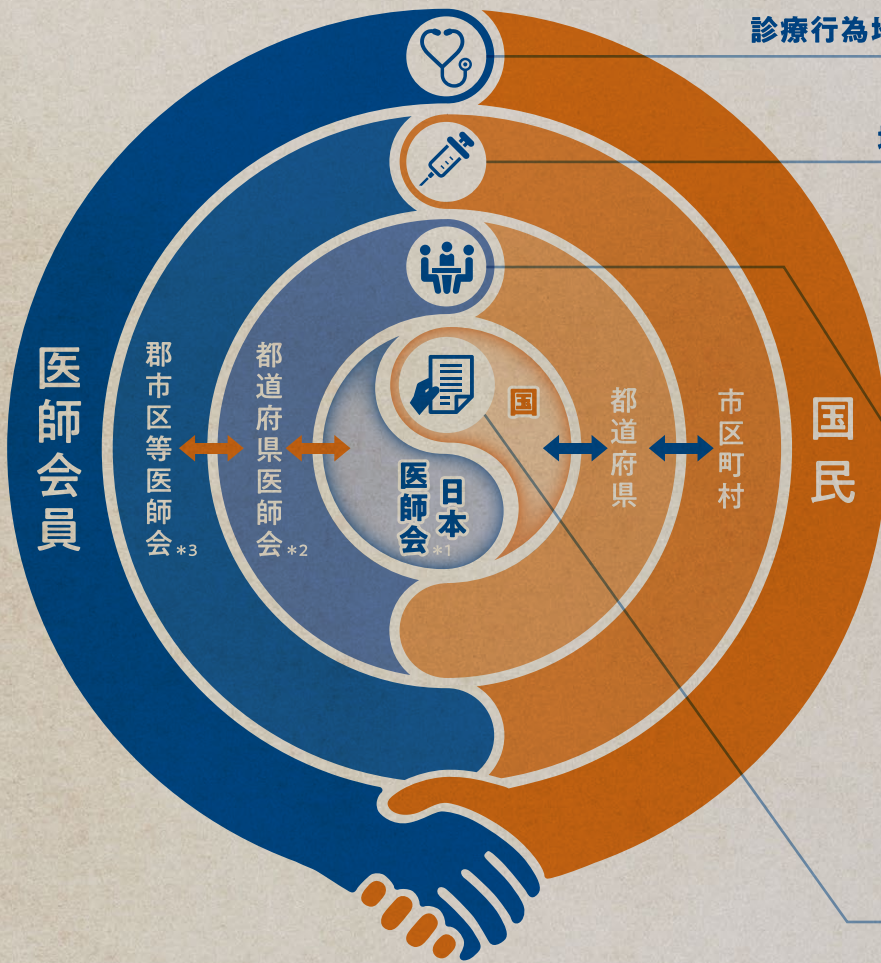 診療行為
医師会員
郡市区等医師会*3
都道府県医師会*2
日本
医師会*1
国
都道府県
市区町村
国民